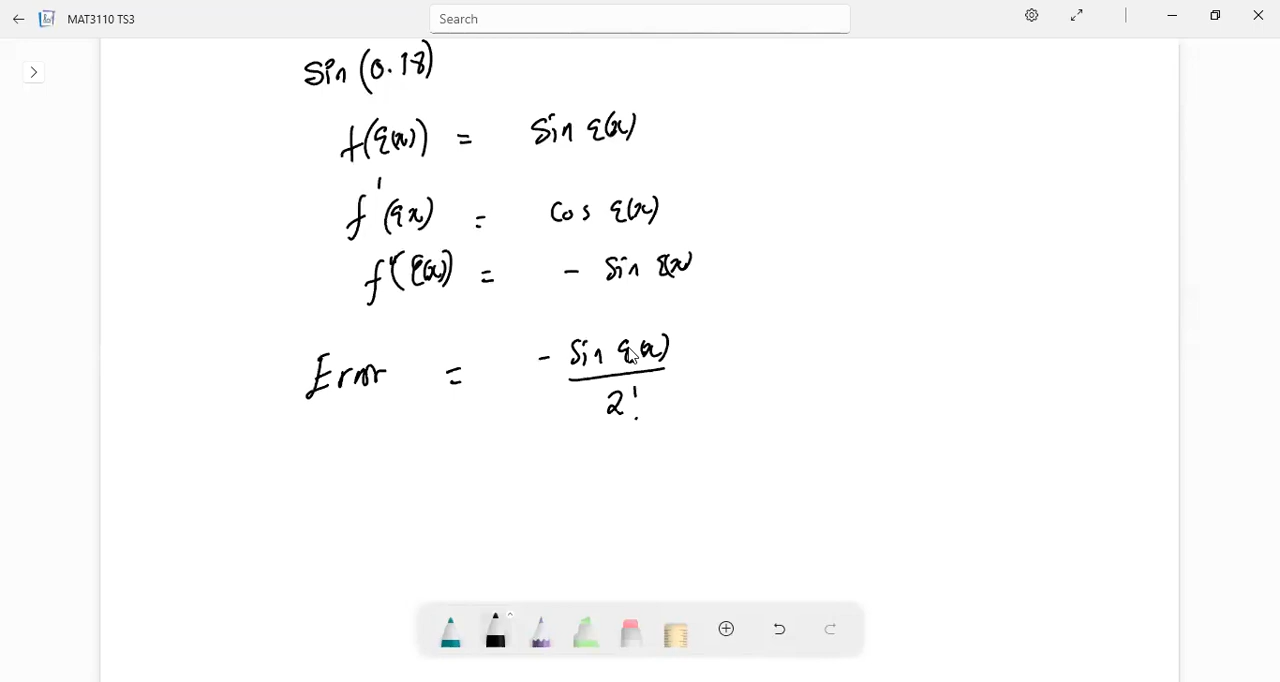 MAT3110 TS3
Search
Sin (0.18)
f(ξ(x)) = Sin ξ(x)
f'(ξx) = Cos ξ(x)
f''(ξ(x)) = - Sin ξ(x)
Error = - Sin ξ(x) / 2!